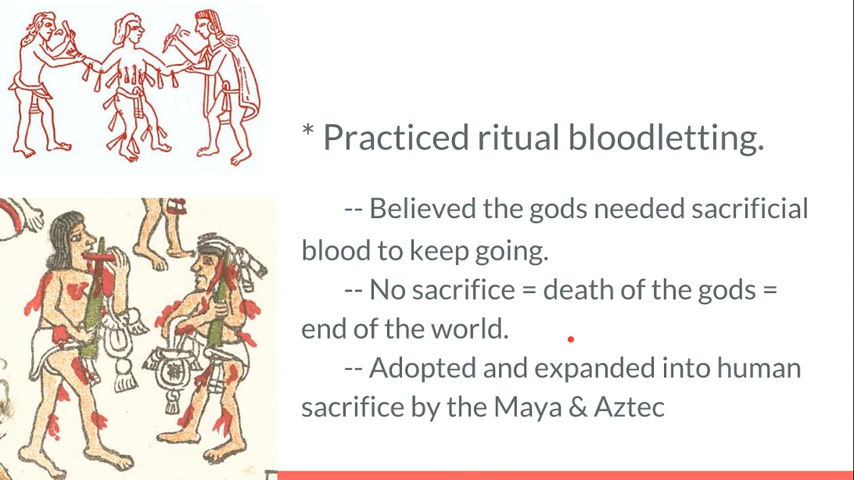 * Practiced ritual bloodletting.
-- Believed the gods needed sacrificial
blood to keep going.
-- No sacrifice = death of the gods =
end of the world.
-- Adopted and expanded into human
sacrifice by the Maya & Aztec